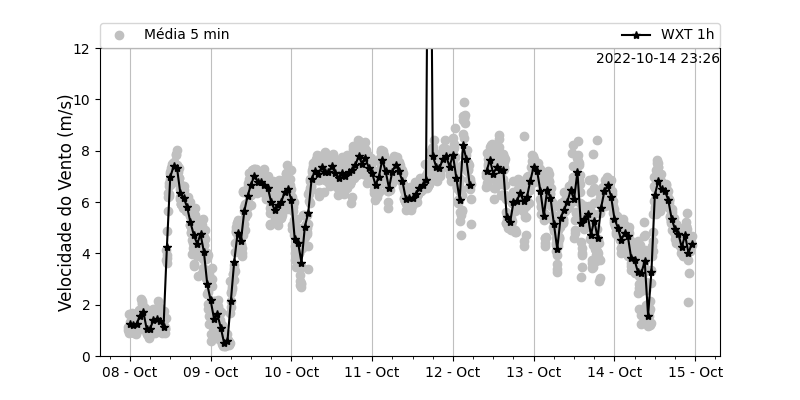 Média 5 min
WXT 1h
2022-10-14 23:26
Velocidade do Vento (m/s)
12
10
8
6
4
2
0
08 - Oct 09 - Oct 10 - Oct 11 - Oct 12 - Oct 13 - Oct 14 - Oct 15 - Oct